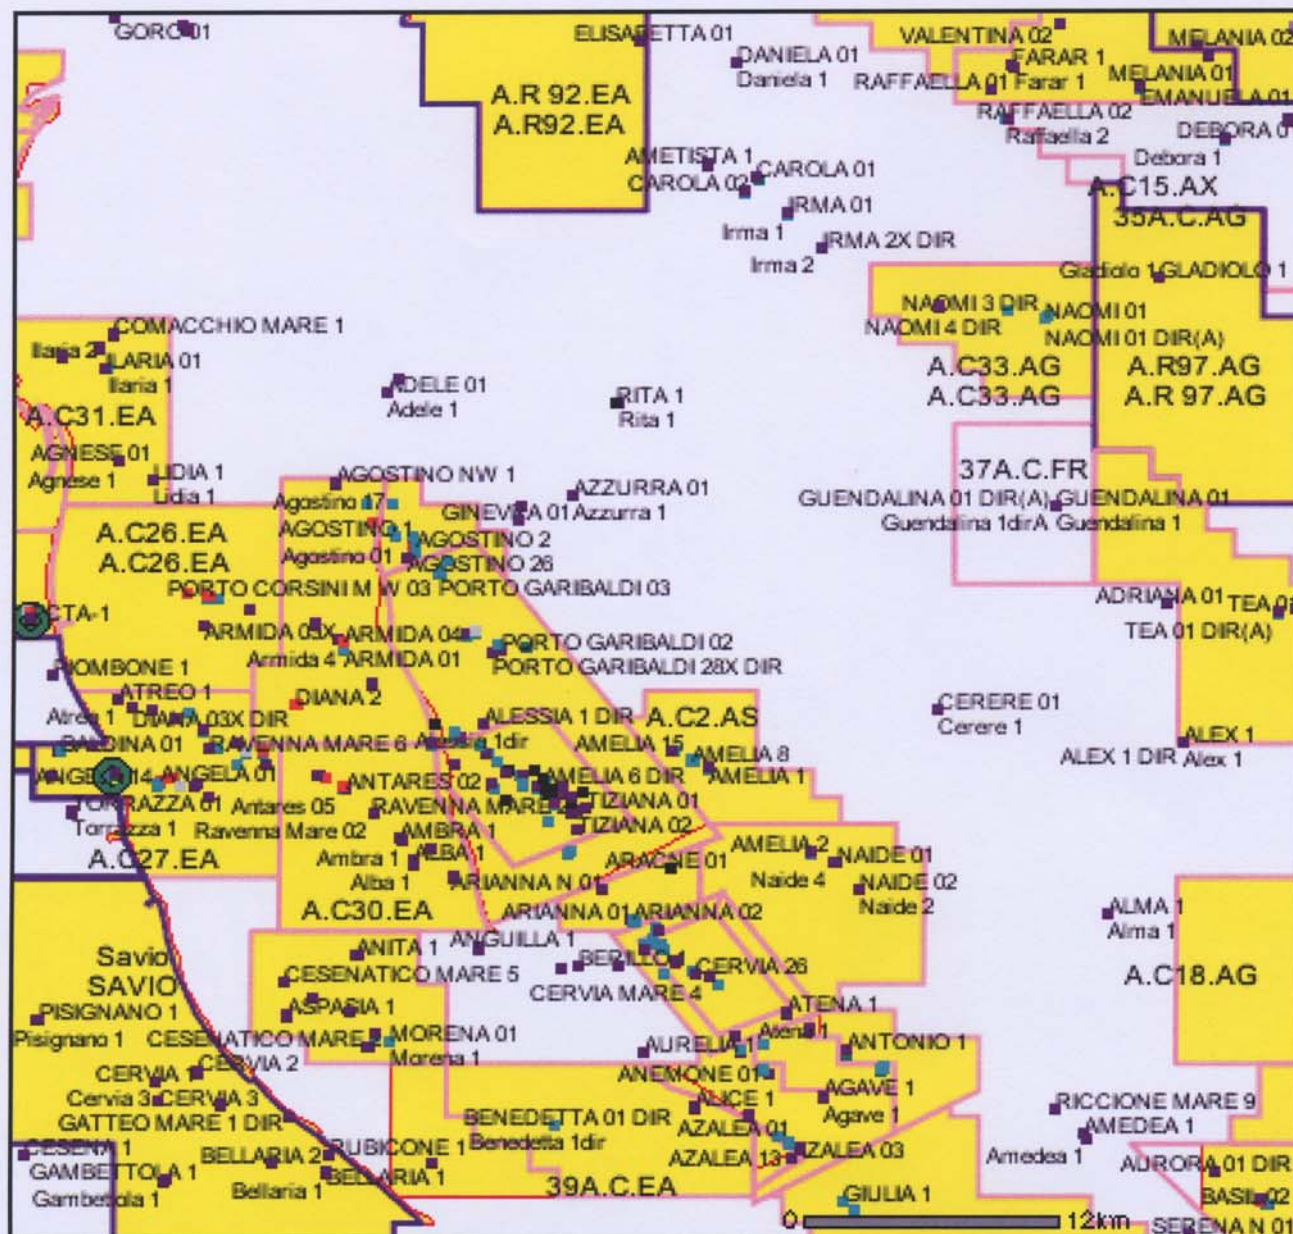 GORO 01
ELISABETTA 01
DANIELA 01
Daniela 1
VALENTINA 02
MELANIA 02
FARAR 1
RAFFAELLA 01 Farar 1
MELANIA 01
EMANUELA 01
A.R 92.EA
A.R92.EA
RAFFAELLA 02
Raffaella 2
DEBORA 0
Debora 1
AMETISTA 1
CAROLA 01
CAROLA 02
A.C15.AX
35A.C.AG
IRMA 01
Irma 1
IRMA 2X DIR
Irma 2
Gladiolo 1 GLADIOLO 1
NAOMI 3 DIR
NAOMI 01
NAOMI 4 DIR
NAOMI 01 DIR(A)
COMACCHIO MARE 1
Ilaria 2
ILARIA 01
Ilaria 1
A.C33.AG
A.C33.AG
A.R97.AG
A.R 97.AG
ADELE 01
Adele 1
RITA 1
Rita 1
A.C31.EA
AGNESE 01
Agnese 1
LIDIA 1
Lidia 1
AGOSTINO NW 1
Agostino 17
AZZURRA 01
GINEVRA 01 Azzurra 1
37A.C.FR
GUENDALINA 01 DIR(A) GUENDALINA 01
Guendalina 1dirA Guendalina 1
A.C26.EA
A.C26.EA
AGOSTINO 1
AGOSTINO 2
Agostino 01
AGOSTINO 26
PORTO CORSINI M W 03 PORTO GARIBALDI 03
CTA-1
ADRIANA 01
TEA 01
TEA 01 DIR(A)
ARMIDA 05X
ARMIDA 04
PORTO GARIBALDI 02
Armida 4 ARMIDA 01
PORTO GARIBALDI 28X DIR
PIOMBONE 1
ATREO 1
DIANA 2
Atreo 1
DIANA 03X DIR
ALESSIA 1 DIR
A.C2.AS
CERERE 01
Cerere 1
BALDINA 01
RAVENNA MARE 6
Alessia 1dir
AMELIA 15
AMELIA 8
ALEX 1
ALEX 1 DIR Alex 1
ANGELA 14
ANGELA 01
ANTARES 02
AMELIA 6 DIR
AMELIA 1
TORRAZZA 01
Antares 05
RAVENNA MARE 2
TIZIANA 01
Torrazza 1
Ravenna Mare 02
AMBRA 1
TIZIANA 02
A.C27.EA
Ambra 1
ALBA 1
Alba 1
ARACNE 01
AMELIA 2
NAIDE 01
Naide 4
NAIDE 02
Naide 2
ARIANNA N 01
A.C30.EA
ARIANNA 01 ARIANNA 02
ALMA 1
Alma 1
Savio
SAVIO
ANITA 1
ANGUILLA 1
CESENATICO MARE 5
BERILLO 1
CERVIA 26
CERVIA MARE 4
A.C18.AG
PISIGNANO 1
Pisignano 1
ASPASIA 1
CESENATICO MARE 2
MORENA 01
Morena 1
ATENA 1
Atena 1
AURELIA 1
ANTONIO 1
CERVIA 2
CERVIA 1
Cervia 3 CERVIA 3
GATTEO MARE 1 DIR
ANEMONE 01
AGAVE 1
Agave 1
ALICE 1
BENEDETTA 01 DIR
Benedetta 1dir
AZALEA 01
AZALEA 03
AZALEA 13
RICCIONE MARE 9
AMEDEA 1
Amedea 1
CESENA 1
GAMBETTOLA 1
Gambettola 1
BELLARIA 2
RUBICONE 1
BELLARIA 1
Bellaria 1
39A.C.EA
AURORA 01 DIR
BASIL 02
GIULIA 1
SERENA N 01
0
12km